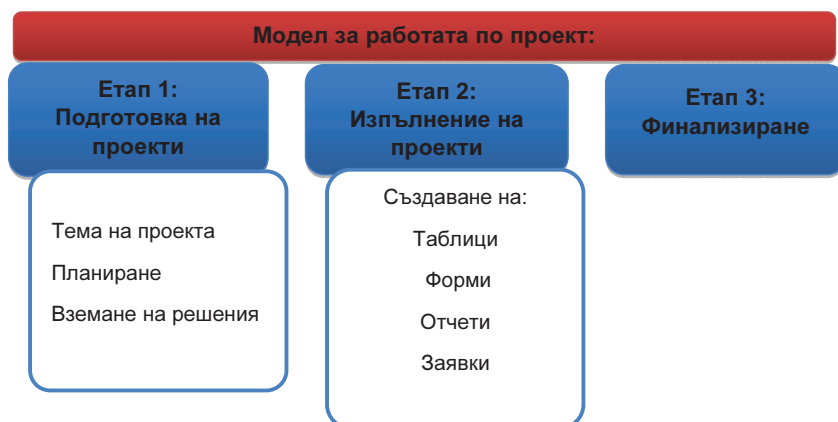 Модел за работата по проект:
Етап 1:
Подготовка на
проекти
Тема на проекта
Планиране
Вземане на решения
Етап 2:
Изпълнение на
проекти
Създаване на:
Таблици
Форми
Отчети
Заявки
Етап 3:
Финализиране